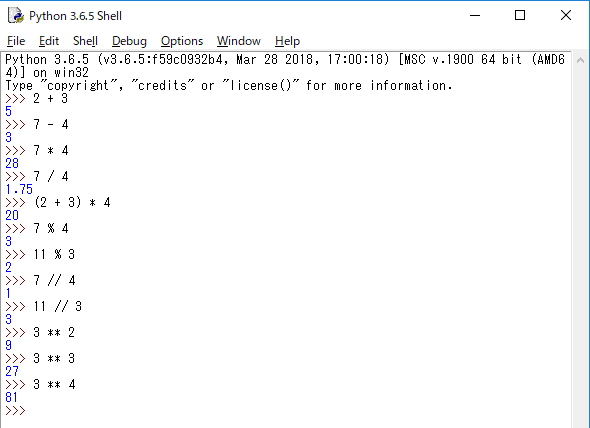 Python 3.6.5 Shell
File Edit Shell Debug Options Window Help
Python 3.6.5 (v3.6.5:f59c0932b4, Mar 28 2018, 17:00:18) [MSC v.1900 64 bit (AMD6
4)] on win32
Type "copyright", "credits" or "license()" for more information.
>>> 2 + 3
5
>>> 7 - 4
3
>>> 7 * 4
28
>>> 7 / 4
1.75
>>> (2 + 3) * 4
20
>>> 7 % 4
3
>>> 11 % 3
2
>>> 7 // 4
1
>>> 11 // 3
3
>>> 3 ** 2
9
>>> 3 ** 3
27
>>> 3 ** 4
81
>>>